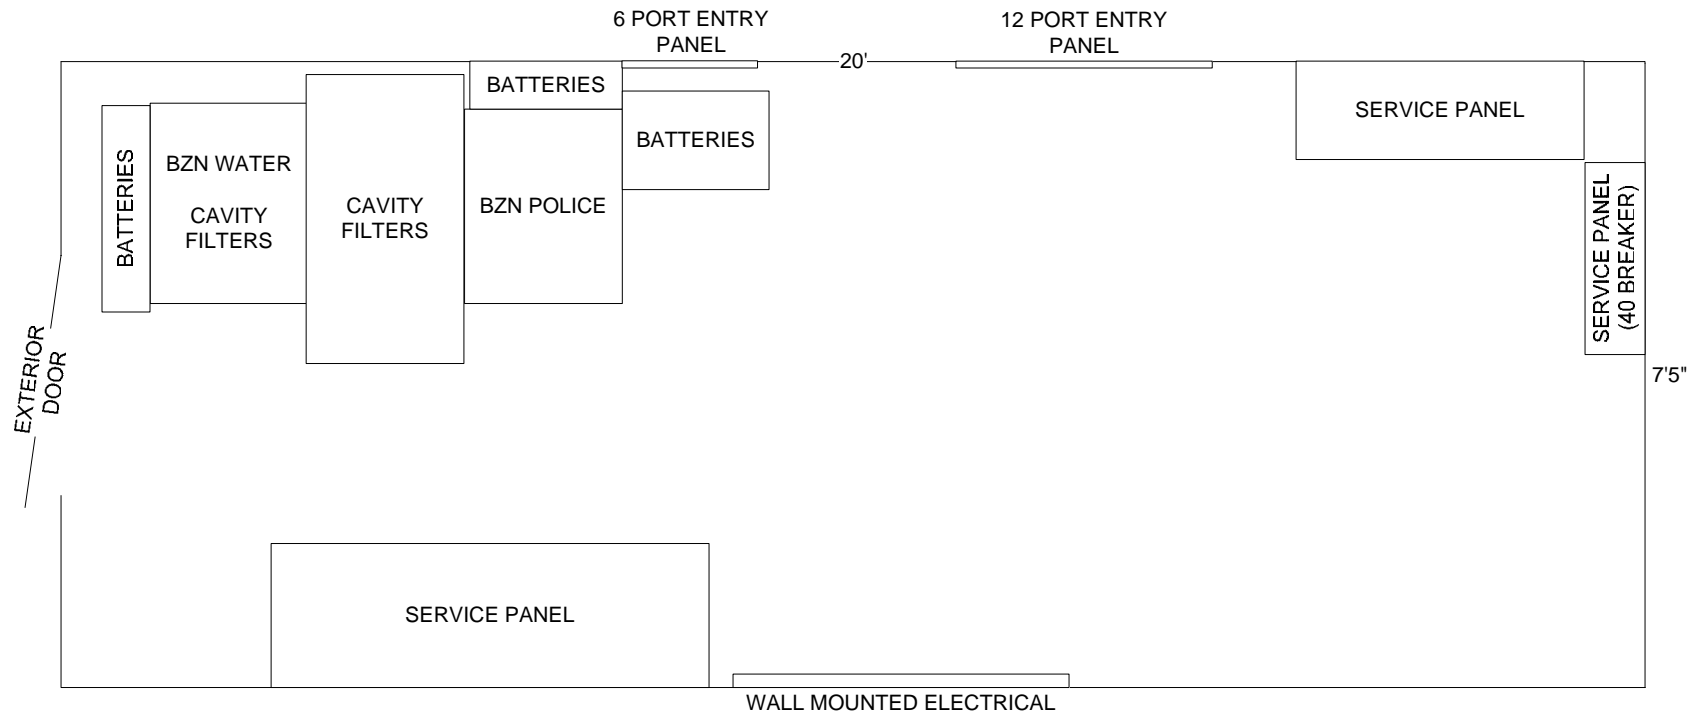 6 PORT ENTRY
PANEL
12 PORT ENTRY
PANEL
20'
BATTERIES
BATTERIES
SERVICE PANEL
BATTERIES
BZN WATER
CAVITY
FILTERS
CAVITY
FILTERS
BZN POLICE
SERVICE PANEL
(40 BREAKER)
EXTERIOR
DOOR
7'5"
SERVICE PANEL
WALL MOUNTED ELECTRICAL